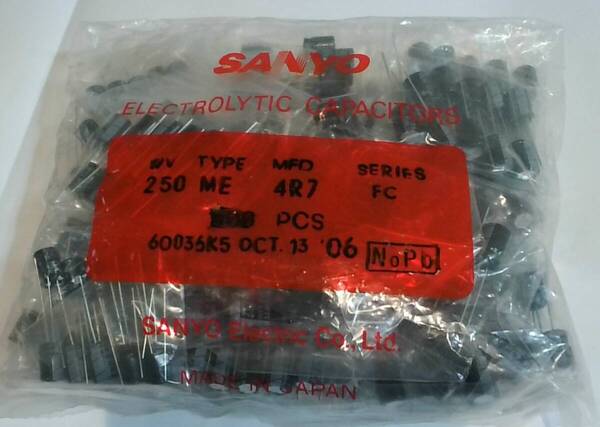 SANYO
ELECTROLYTIC CAPACITORS
WV TYPE MFD SERIES
250 ME 4R7 FC
PCS
60036K5 OCT. 13 '06 NoPb
SANYO Electric Co., Ltd.
MADE IN JAPAN